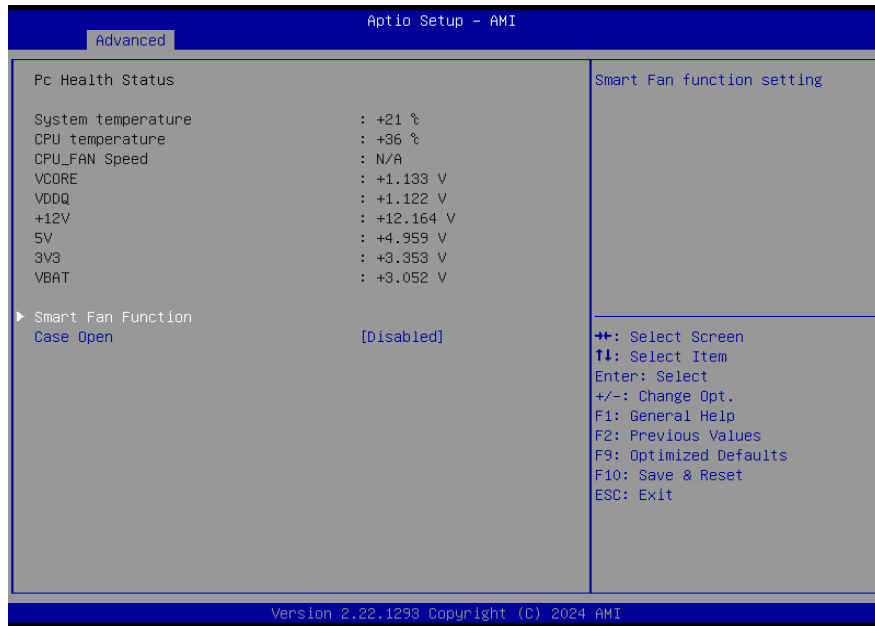 Aptio Setup – AMI
Advanced
Pc Health Status
System temperature : +21 ℃
CPU temperature : +36 ℃
CPU_FAN Speed : N/A
VCORE : +1.133 V
VDDQ : +1.122 V
+12V : +12.164 V
5V : +4.959 V
3V3 : +3.353 V
VBAT : +3.052 V
Smart Fan Function
Case Open [Disabled]
Smart Fan function setting
→←: Select Screen
↑↓: Select Item
Enter: Select
+/-: Change Opt.
F1: General Help
F2: Previous Values
F9: Optimized Defaults
F10: Save & Reset
ESC: Exit
Version 2.22.1293 Copyright (C) 2024 AMI